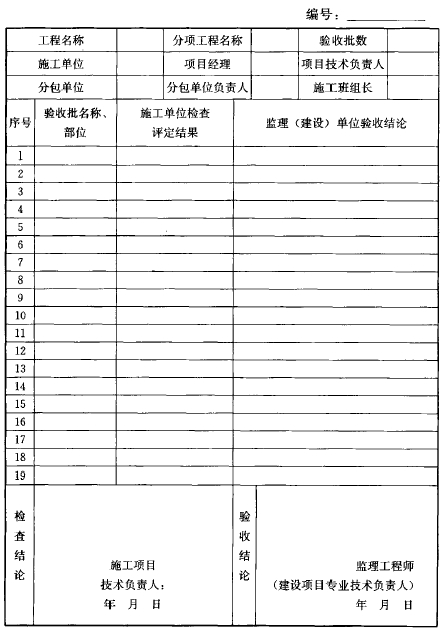 编号：
工程名称 分项工程名称 验收批数
施工单位 项目经理 项目技术负责人
分包单位 分包单位负责人 施工班组长
序号 验收批名称、部位 施工单位检查评定结果 监理（建设）单位验收结论
1
2
3
4
5
6
7
8
9
10
11
12
13
14
15
16
17
18
19
检查结论
施工项目
技术负责人：
年 月 日
验收结论
监理工程师
（建设项目专业技术负责人）
年 月 日